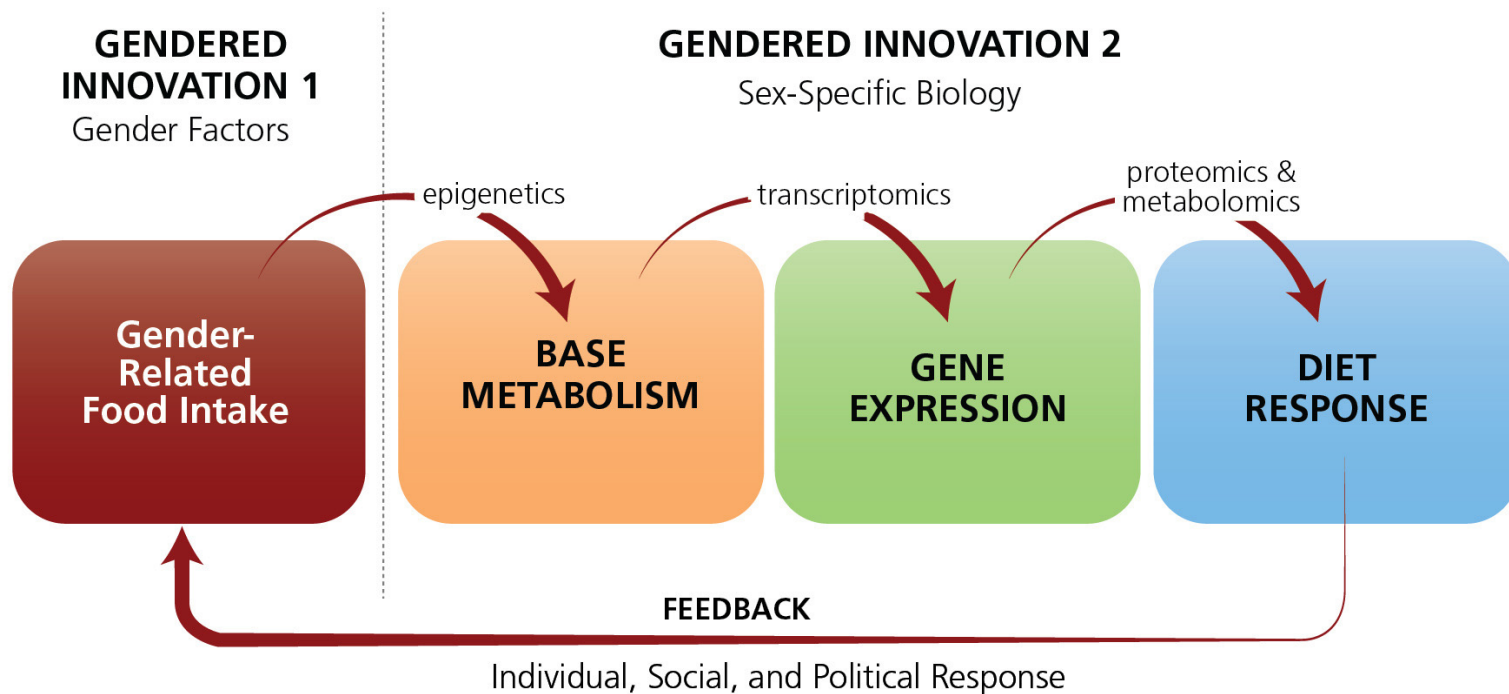 GENDERED
INNOVATION 1
Gender Factors
GENDERED INNOVATION 2
Sex-Specific Biology
epigenetics
transcriptomics
proteomics &
metabolomics
Gender-
Related
Food Intake
BASE
METABOLISM
GENE
EXPRESSION
DIET
RESPONSE
FEEDBACK
Individual, Social, and Political Response